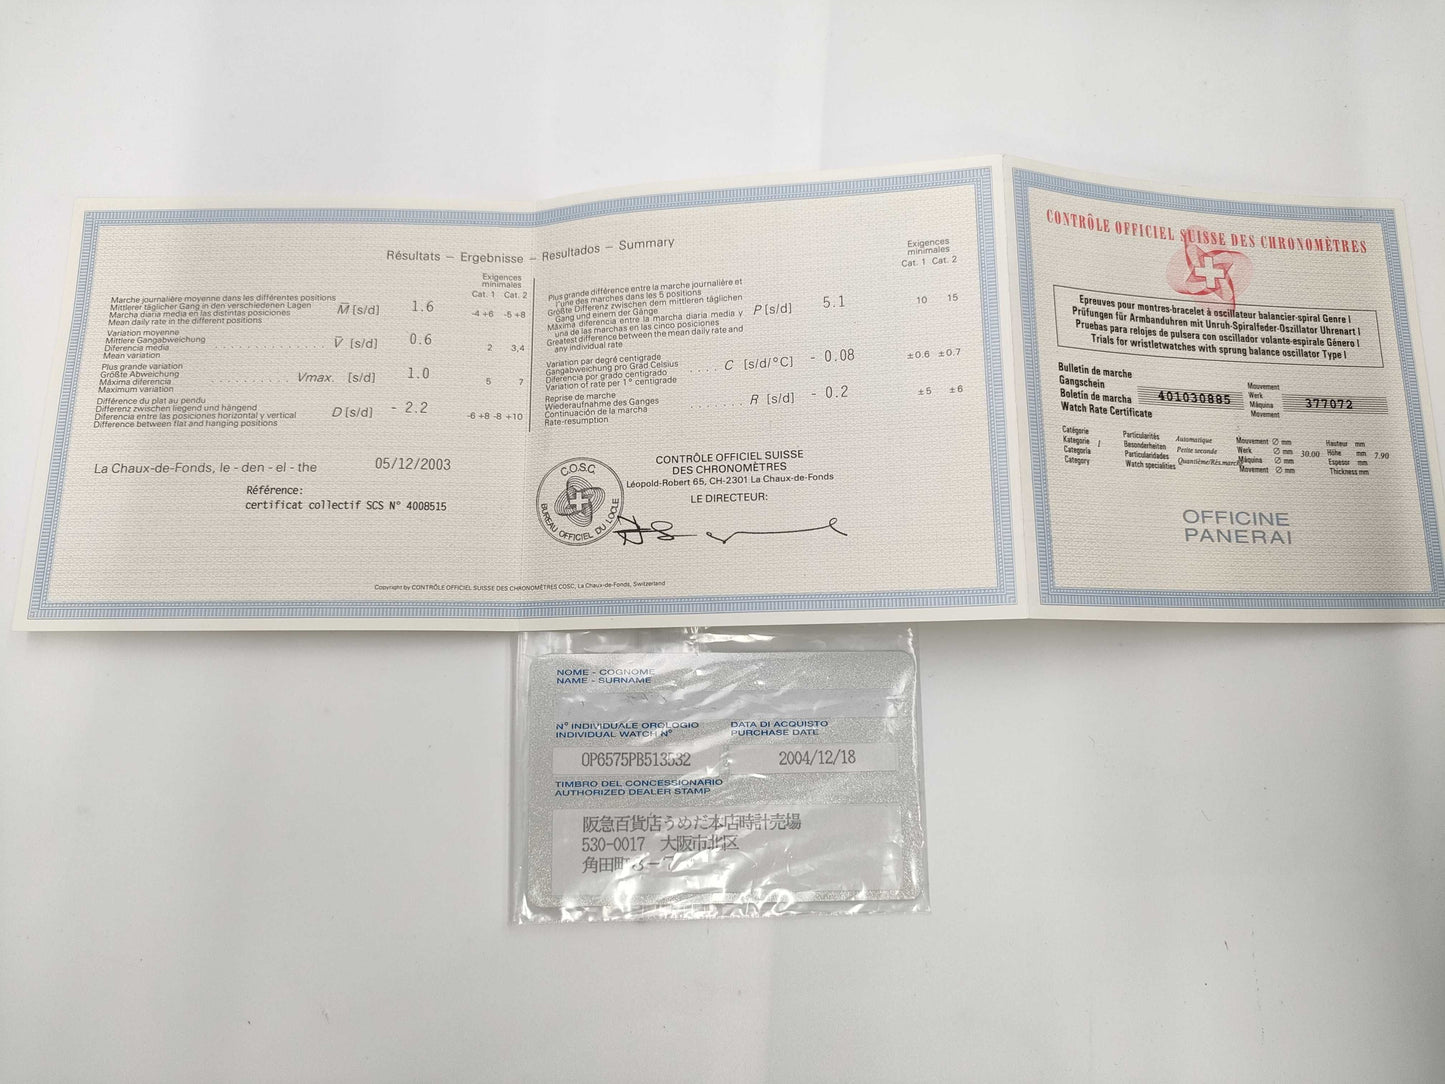 Résultats – Ergebnisse – Resultados – Summary
Exigences
minimales
Cat. 1 Cat. 2
Marche journalière moyenne dans les différentes positions
Mittlerer täglicher Gang in den verschiedenen Lagen
Marcha diaria media en las distintas posiciones
Mean daily rate in the different positions
M [s/d] 1.6 -4 +6 -5 +8
Variation moyenne
Mittlere Gangabweichung
Diferencia media
Mean variation
V [s/d] 0.6 2 3,4
Plus grande variation
Größte Abweichung
Máxima diferencia
Maximum variation
Vmax. [s/d] 1.0 5 7
Différence du plat au pendu
Differenz zwischen liegend und hängend
Diferencia entre las posiciones horizontal y vertical
Difference between flat and hanging positions
D [s/d] - 2.2 -6 +8 -8 +10
La Chaux-de-Fonds, le - den - el - the 05/12/2003
Référence:
certificat collectif SCS N° 4008515
Exigences
minimales
Cat. 1 Cat. 2
Plus grande différence entre la marche journalière et
l'une des marches dans les 5 positions
Größte Differenz zwischen dem mittleren täglichen
Gang und einem der Gänge
Máxima diferencia entre la marcha diaria media y
una de las marchas en las cinco posiciones
Greatest difference between the mean daily rate and
any individual rate
P [s/d] 5.1 10 15
Variation par degré centigrade
Gangabweichung pro Grad Celsius
Diferencia por grado centigrado
Variation of rate per 1° centigrade
C [s/d/°C] - 0.08 ±0.6 ±0.7
Reprise de marche
Wiederaufnahme des Ganges
Continuación de la marcha
Rate-resumption
R [s/d] - 0.2 ±5 ±6
C.O.S.C.
BUREAU OFFICIEL DU LOCLE
CONTRÔLE OFFICIEL SUISSE
DES CHRONOMÈTRES
Léopold-Robert 65, CH-2301 La Chaux-de-Fonds
LE DIRECTEUR:
Copyright by CONTRÔLE OFFICIEL SUISSE DES CHRONOMÈTRES COSC, La Chaux-de-Fonds, Switzerland
CONTRÔLE OFFICIEL SUISSE DES CHRONOMÈTRES
Epreuves pour montres-bracelet à oscillateur balancier-spiral Genre I
Prüfungen für Armbanduhren mit Unruh-Spiralfeder-Oszillator Uhrenart I
Pruebas para relojes de pulsera con oscilador volante-espirale Género I
Trials for wristletwatches with sprung balance oscillator Type I
Bulletin de marche
Gangschein
Boletin de marcha
Watch Rate Certificate
401030885
Mouvement
Werk
Máquina
Movement
377072
Catégorie
Kategorie
Categoria
Category
I
Particularités
Besonderheiten
Particularidades
Watch specialities
Automatique
Petite seconde
Quantième/Rés.marche
Mouvement ∅ mm
Werk ∅ mm
Máquina ∅ mm
Movement ∅ mm
30.00
Hauteur mm
Höhe mm
Espesor mm
Thickness mm
7.90
OFFICINE
PANERAI
NOME - COGNOME
NAME - SURNAME
N° INDIVIDUALE OROLOGIO
INDIVIDUAL WATCH N°
DATA DI ACQUISTO
PURCHASE DATE
OP6575PB513532
2004/12/18
TIMBRO DEL CONCESSIONARIO
AUTHORIZED DEALER STAMP
阪急百貨店うめだ本店時計売場
530-0017 大阪市北区
角田町